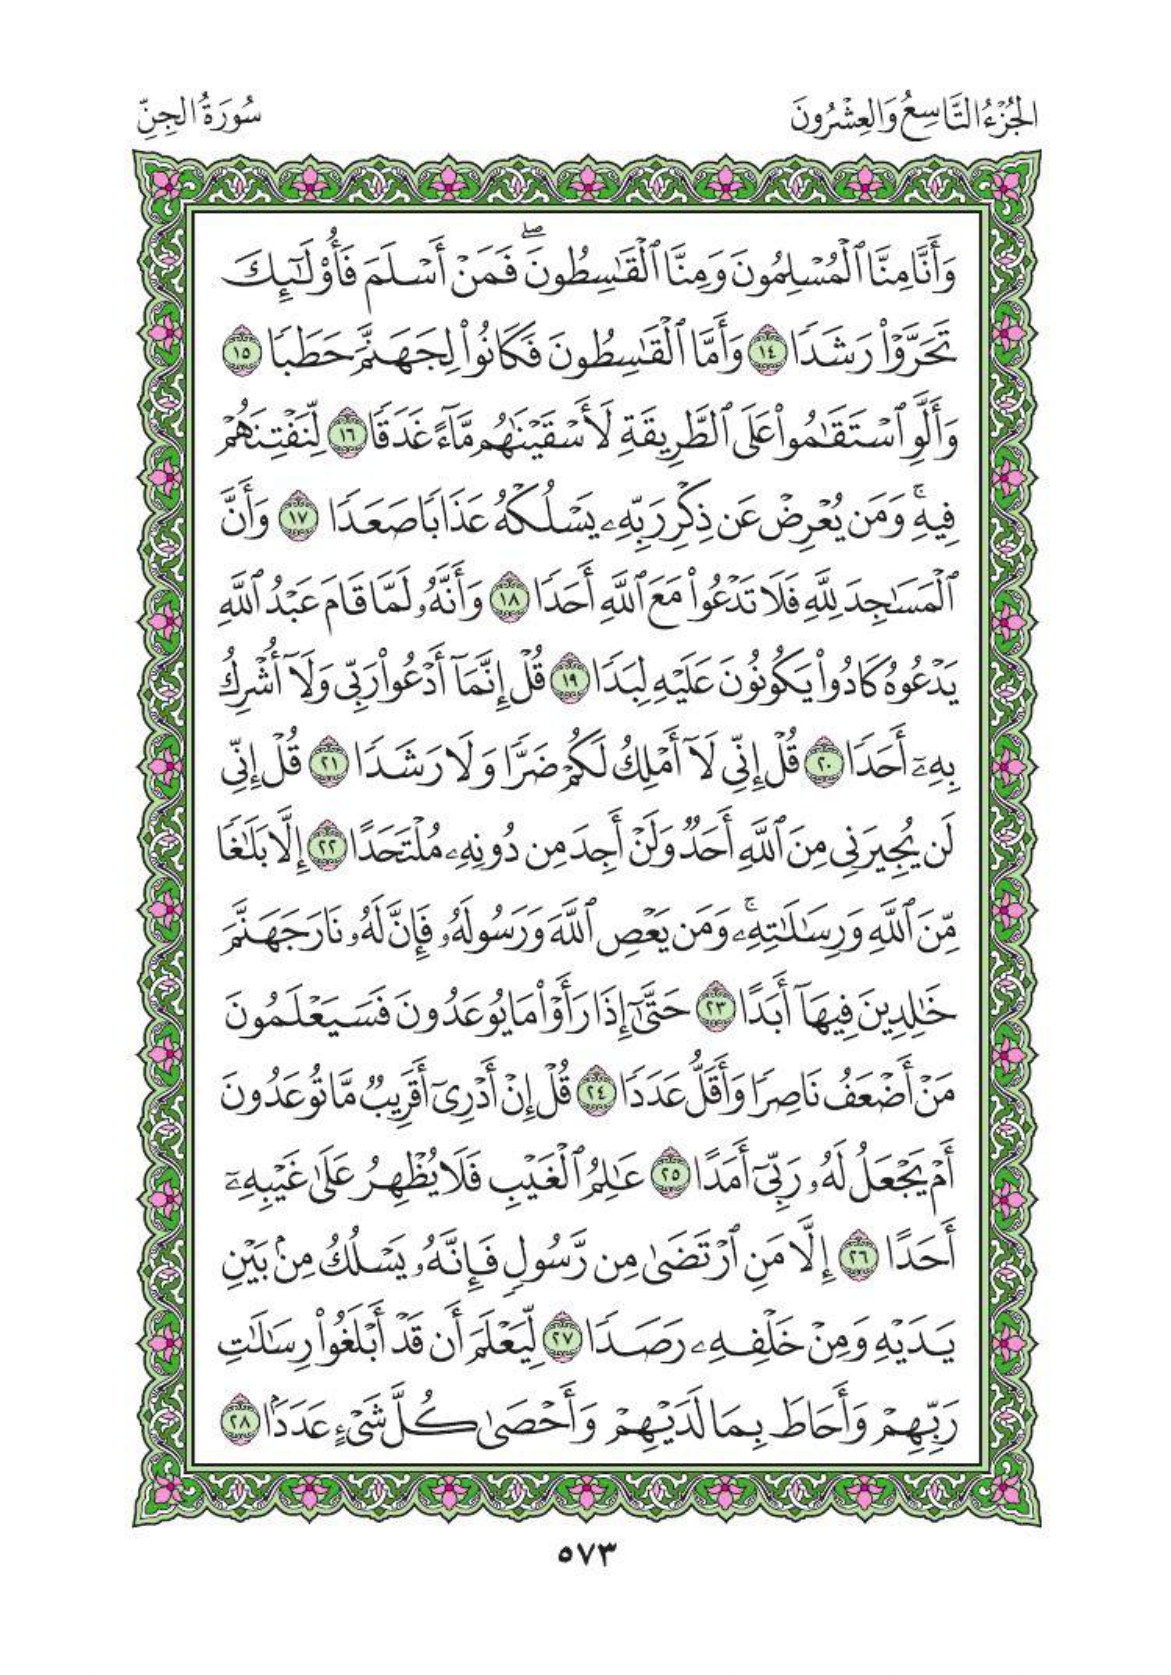 الجُزْءُ التَّاسِعُ وَالعِشْرُونَ
سُورَةُ الجِنِّ
وَأَنَّا مِنَّا ٱلْمُسْلِمُونَ وَمِنَّا ٱلْقَٰسِطُونَۖ فَمَنْ أَسْلَمَ فَأُو۟لَٰٓئِكَ
تَحَرَّوْا۟ رَشَدًا ١٤ وَأَمَّا ٱلْقَٰسِطُونَ فَكَانُوا۟ لِجَهَنَّمَ حَطَبًا ١٥
وَأَلَّوِ ٱسْتَقَٰمُوا۟ عَلَى ٱلطَّرِيقَةِ لَأَسْقَيْنَٰهُم مَّآءً غَدَقًا ١٦ لِّنَفْتِنَهُمْ
فِيهِۚ وَمَن يُعْرِضْ عَن ذِكْرِ رَبِّهِۦ يَسْلُكْهُ عَذَابًا صَعَدًا ١٧ وَأَنَّ
ٱلْمَسَٰجِدَ لِلَّهِ فَلَا تَدْعُوا۟ مَعَ ٱللَّهِ أَحَدًا ١٨ وَأَنَّهُۥ لَمَّا قَامَ عَبْدُ ٱللَّهِ
يَدْعُوهُ كَادُوا۟ يَكُونُونَ عَلَيْهِ لِبَدًا ١٩ قُلْ إِنَّمَآ أَدْعُوا۟ رَبِّى وَلَآ أُشْرِكُ
بِهِۦٓ أَحَدًا ٢٠ قُلْ إِنِّى لَآ أَمْلِكُ لَكُمْ ضَرًّا وَلَا رَشَدًا ٢١ قُلْ إِنِّى
لَن يُجِيرَنِى مِنَ ٱللَّهِ أَحَدٌ وَلَنْ أَجِدَ مِن دُونِهِۦ مُلْتَحَدًا ٢٢ إِلَّا بَلَٰغًا
مِّنَ ٱللَّهِ وَرِسَٰلَٰتِهِۦۚ وَمَن يَعْصِ ٱللَّهَ وَرَسُولَهُۥ فَإِنَّ لَهُۥ نَارَ جَهَنَّمَ
خَٰلِدِينَ فِيهَآ أَبَدًا ٢٣ حَتَّىٰٓ إِذَا رَأَوْا۟ مَا يُوعَدُونَ فَسَيَعْلَمُونَ
مَنْ أَضْعَفُ نَاصِرًا وَأَقَلُّ عَدَدًا ٢٤ قُلْ إِنْ أَدْرِىٓ أَقَرِيبٌ مَّا تُوعَدُونَ
أَمْ يَجْعَلُ لَهُۥ رَبِّىٓ أَمَدًا ٢٥ عَٰلِمُ ٱلْغَيْبِ فَلَا يُظْهِرُ عَلَىٰ غَيْبِهِۦٓ
أَحَدًا ٢٦ إِلَّا مَنِ ٱرْتَضَىٰ مِن رَّسُولٍ فَإِنَّهُۥ يَسْلُكُ مِنۢ بَيْنِ
يَدَيْهِ وَمِنْ خَلْفِهِۦ رَصَدًا ٢٧ لِّيَعْلَمَ أَن قَدْ أَبْلَغُوا۟ رِسَٰلَٰتِ
رَبِّهِمْ وَأَحَاطَ بِمَا لَدَيْهِمْ وَأَحْصَىٰ كُلَّ شَىْءٍ عَدَدًۢا ٢٨
٥٧٣